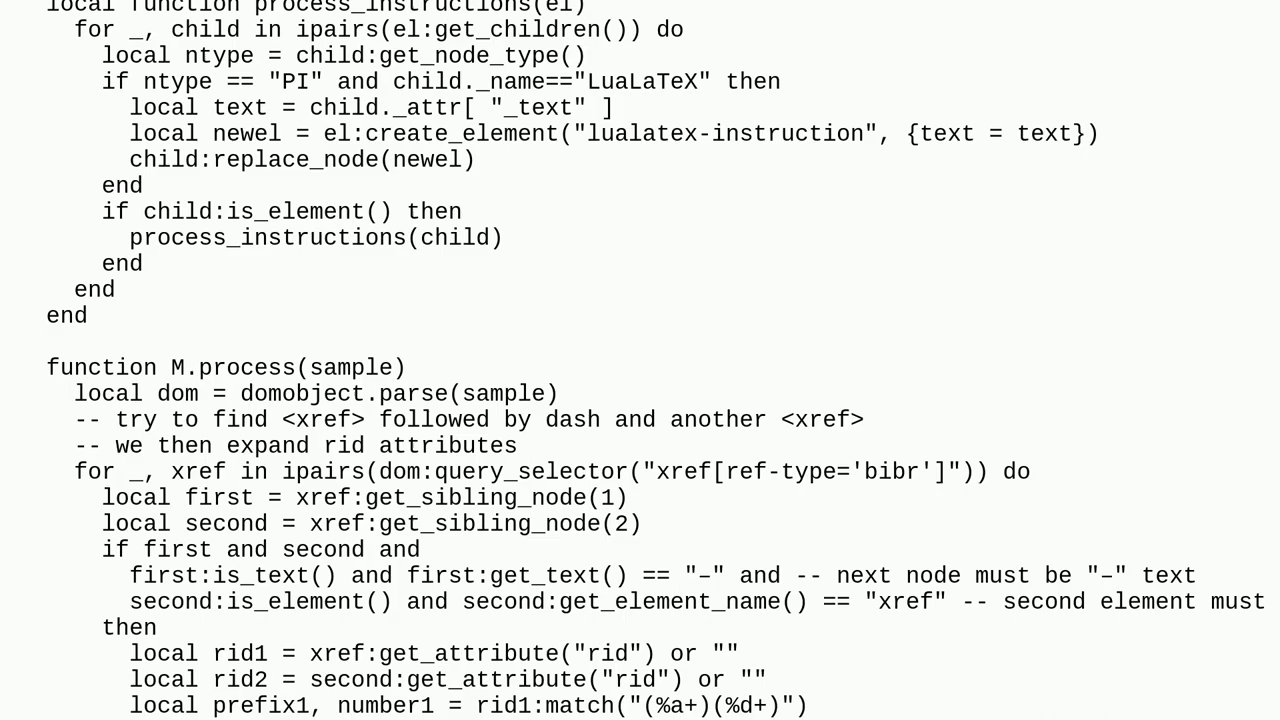 local function process_instructions(el)
  for _, child in ipairs(el:get_children()) do
    local ntype = child:get_node_type()
    if ntype == "PI" and child._name=="LuaLaTeX" then
      local text = child._attr[ "_text" ]
      local newel = el:create_element("lualatex-instruction", {text = text})
      child:replace_node(newel)
    end
    if child:is_element() then
      process_instructions(child)
    end
  end
end

function M.process(sample)
  local dom = domobject.parse(sample)
  -- try to find <xref> followed by dash and another <xref>
  -- we then expand rid attributes
  for _, xref in ipairs(dom:query_selector("xref[ref-type='bibr']")) do
    local first = xref:get_sibling_node(1)
    local second = xref:get_sibling_node(2)
    if first and second and
      first:is_text() and first:get_text() == "–" and -- next node must be "–" text
      second:is_element() and second:get_element_name() == "xref" -- second element must
    then
      local rid1 = xref:get_attribute("rid") or ""
      local rid2 = second:get_attribute("rid") or ""
      local prefix1, number1 = rid1:match("(%a+)(%d+)")